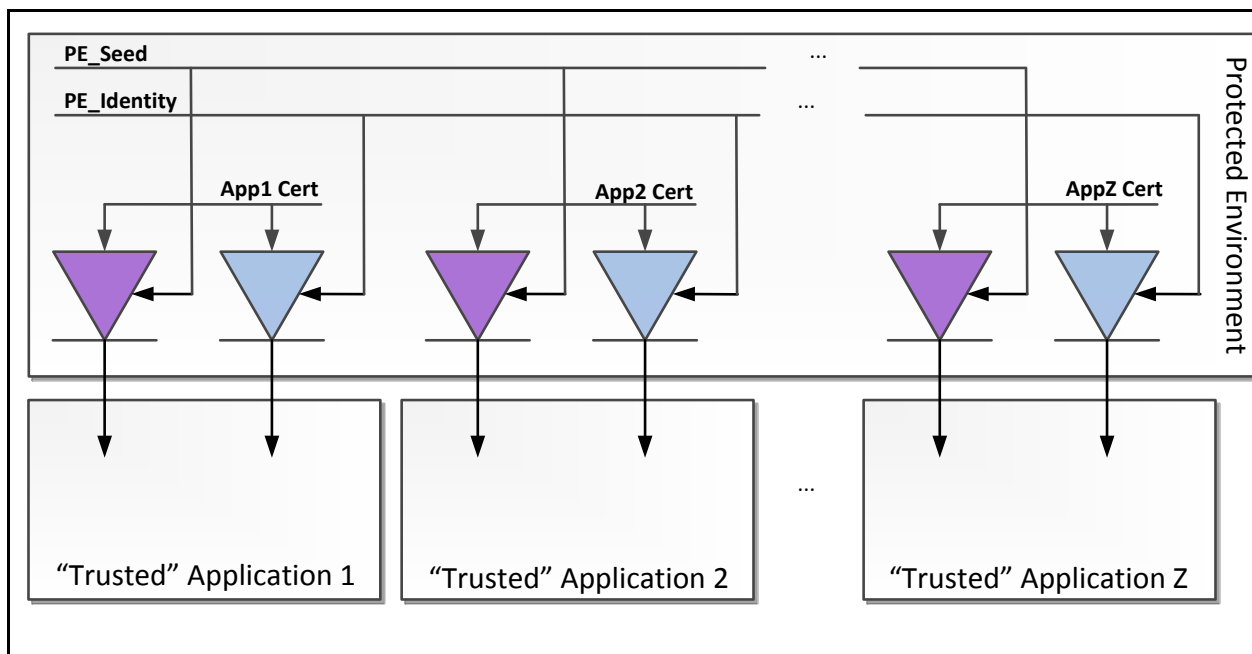 PE_Seed
...
PE_Identity
...
App1 Cert
App2 Cert
AppZ Cert
Protected Environment
...
“Trusted” Application 1
“Trusted” Application 2
“Trusted” Application Z